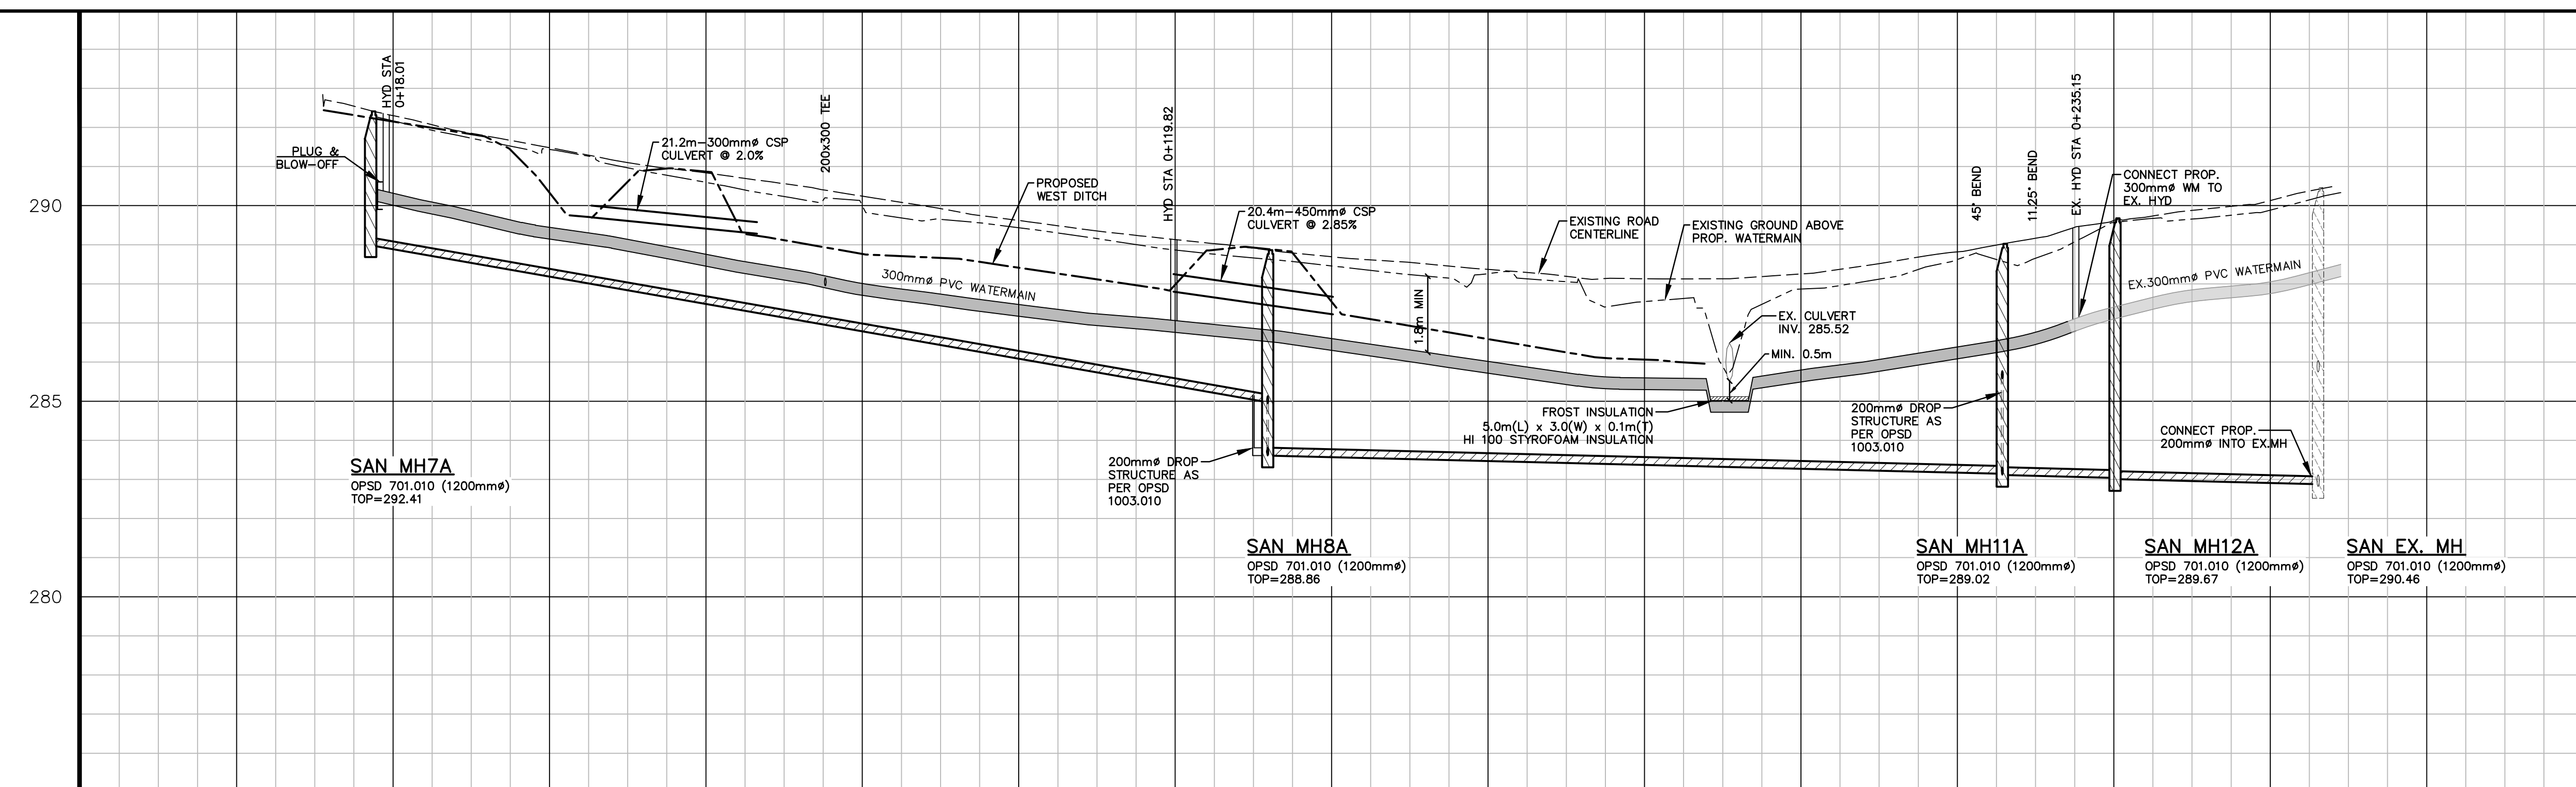 HYD STA
0+18.01
PLUG &
BLOW-OFF
21.2m-300mmø CSP
CULVERT @ 2.0%
200x300 TEE
PROPOSED
WEST DITCH
HYD STA 0+119.82
20.4m-450mmø CSP
CULVERT @ 2.85%
EXISTING ROAD
CENTERLINE
EXISTING GROUND ABOVE
PROP. WATERMAIN
45° BEND
11.25° BEND
EX. HYD STA 0+235.15
CONNECT PROP.
300mmø WM TO
EX. HYD
290
300mmø PVC WATERMAIN
1.8m MIN
EX. CULVERT
INV. 285.52
MIN. 0.5m
EX.300mmø PVC WATERMAIN
285
FROST INSULATION
5.0m(L) x 3.0(W) x 0.1m(T)
HI 100 STYROFOAM INSULATION
200mmø DROP
STRUCTURE AS
PER OPSD
1003.010
CONNECT PROP.
200mmø INTO EX.MH
200mmø DROP
STRUCTURE AS
PER OPSD
1003.010
SAN MH7A
OPSD 701.010 (1200mmø)
TOP=292.41
SAN MH8A
OPSD 701.010 (1200mmø)
TOP=288.86
SAN MH11A
OPSD 701.010 (1200mmø)
TOP=289.02
SAN MH12A
OPSD 701.010 (1200mmø)
TOP=289.67
SAN EX. MH
OPSD 701.010 (1200mmø)
TOP=290.46
280